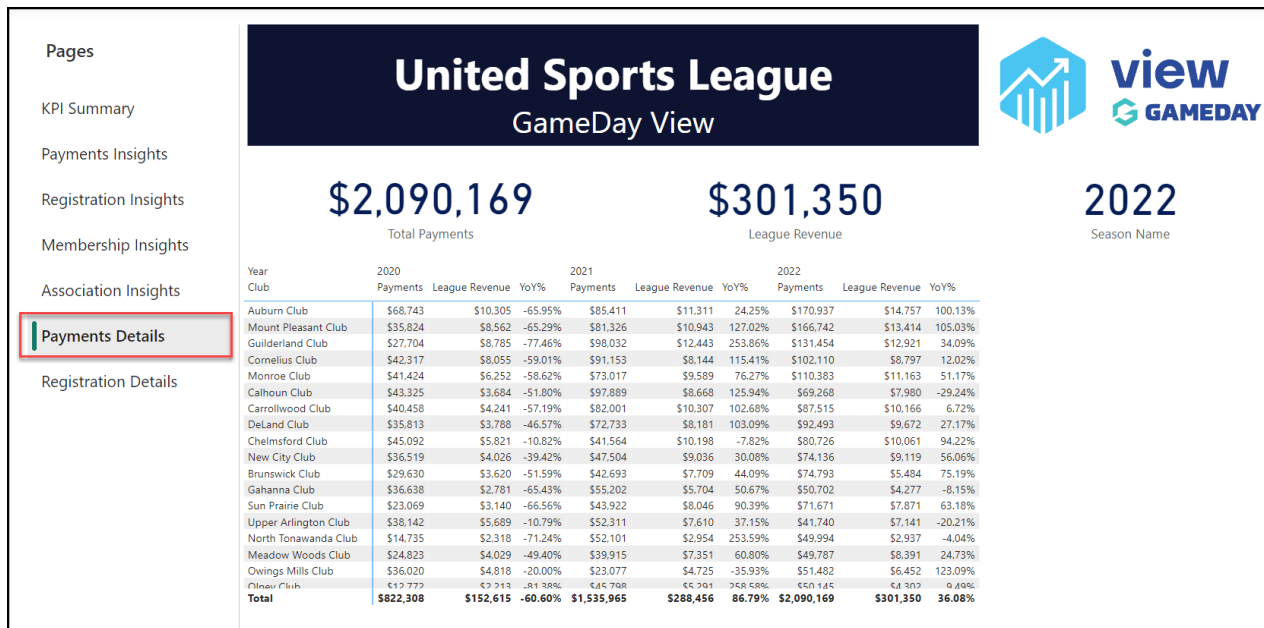 Pages
KPI Summary
Payments Insights
Registration Insights
Membership Insights
Association Insights
Payments Details
Registration Details
United Sports League
GameDay View
view
GAMEDAY
$2,090,169
Total Payments
$301,350
League Revenue
2022
Season Name
Year 2020 2021 2022
Club Payments League Revenue YoY% Payments League Revenue YoY% Payments League Revenue YoY%
Auburn Club $68,743 $10,305 -65.95% $85,411 $11,311 24.25% $170,937 $14,757 100.13%
Mount Pleasant Club $35,824 $8,562 -65.29% $81,326 $10,943 127.02% $166,742 $13,414 105.03%
Guilderland Club $27,704 $8,785 -77.46% $98,032 $12,443 253.86% $131,454 $12,921 34.09%
Cornelius Club $42,317 $8,055 -59.01% $91,153 $8,144 115.41% $102,110 $8,797 12.02%
Monroe Club $41,424 $6,252 -58.62% $73,017 $9,589 76.27% $110,383 $11,163 51.17%
Calhoun Club $43,325 $3,684 -51.80% $97,889 $8,668 125.94% $69,268 $7,980 -29.24%
Carrollwood Club $40,458 $4,241 -57.19% $82,001 $10,307 102.68% $87,515 $10,166 6.72%
DeLand Club $35,813 $3,788 -46.57% $72,733 $8,181 103.09% $92,493 $9,672 27.17%
Chelmsford Club $45,092 $5,821 -10.82% $41,564 $10,198 -7.82% $80,726 $10,061 94.22%
New City Club $36,519 $4,026 -39.42% $47,504 $9,036 30.08% $74,136 $9,119 56.06%
Brunswick Club $29,630 $3,620 -51.59% $42,693 $7,709 44.09% $74,793 $5,484 75.19%
Gahanna Club $36,638 $2,781 -65.43% $55,202 $5,704 50.67% $50,702 $4,277 -8.15%
Sun Prairie Club $23,069 $3,140 -66.56% $43,922 $8,046 90.39% $71,671 $7,871 63.18%
Upper Arlington Club $38,142 $5,689 -10.79% $52,311 $7,610 37.15% $41,740 $7,141 -20.21%
North Tonawanda Club $14,735 $2,318 -71.24% $52,101 $2,954 253.59% $49,994 $2,937 -4.04%
Meadow Woods Club $24,823 $4,029 -49.40% $39,915 $7,351 60.80% $49,787 $8,391 24.73%
Owings Mills Club $36,020 $4,818 -20.00% $23,077 $4,725 -35.93% $51,482 $6,452 123.09%
Olney Club $12,772 $2,213 -81.38% $45,798 $5,291 258.58% $50,145 $4,302 9.49%
Total $822,308 $152,615 -60.60% $1,535,965 $288,456 86.79% $2,090,169 $301,350 36.08%